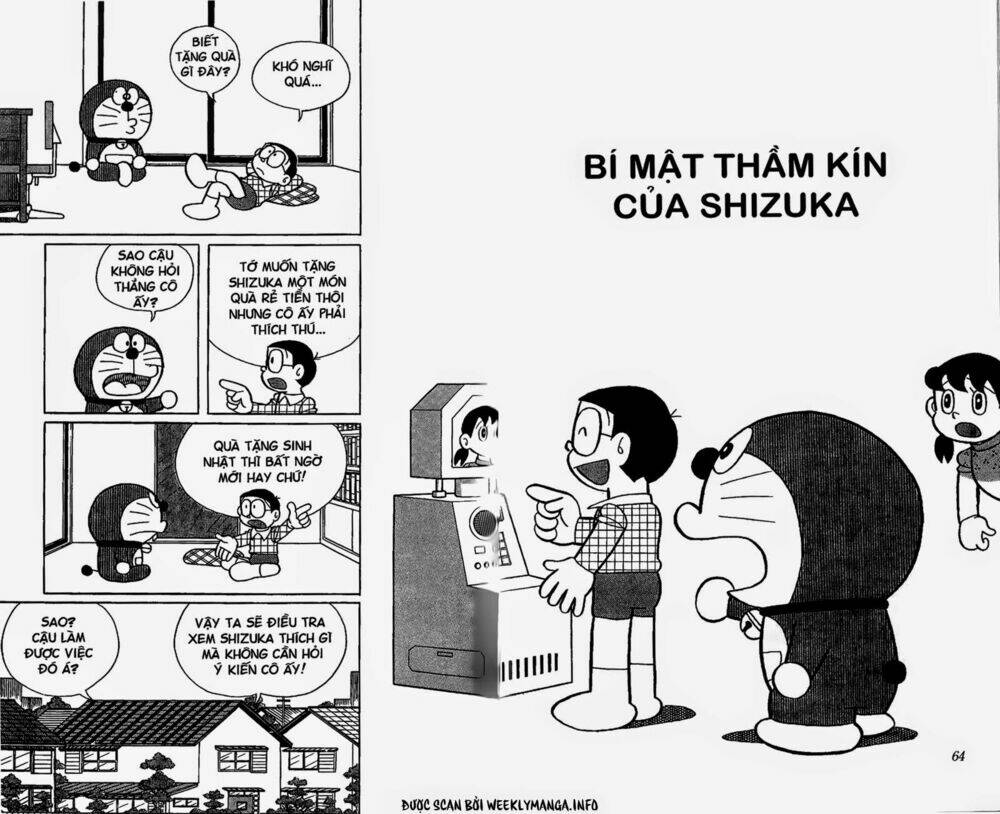 BÍ MẬT THẦM KÍN
CỦA SHIZUKA
BIẾT
TẶNG QUÀ
GÌ ĐÂY?
KHÓ NGHĨ
QUÁ...
SAO CẬU
KHÔNG HỎI
THẲNG CÔ
ẤY?
TỚ MUỐN TẶNG
SHIZUKA MỘT MÓN
QUÀ RẺ TIỀN THÔI
NHƯNG CÔ ẤY PHẢI
THÍCH THÚ...
QUÀ TẶNG SINH
NHẬT THÌ BẤT NGỜ
MỚI HAY CHỨ!
SAO?
CẬU LÀM
ĐƯỢC VIỆC
ĐÓ Á?
VẬY TA SẼ ĐIỀU TRA
XEM SHIZUKA THÍCH GÌ
MÀ KHÔNG CẦN HỎI
Ý KIẾN CÔ ẤY!
64
ĐƯỢC SCAN BỞI WEEKLYMANGA.INFO